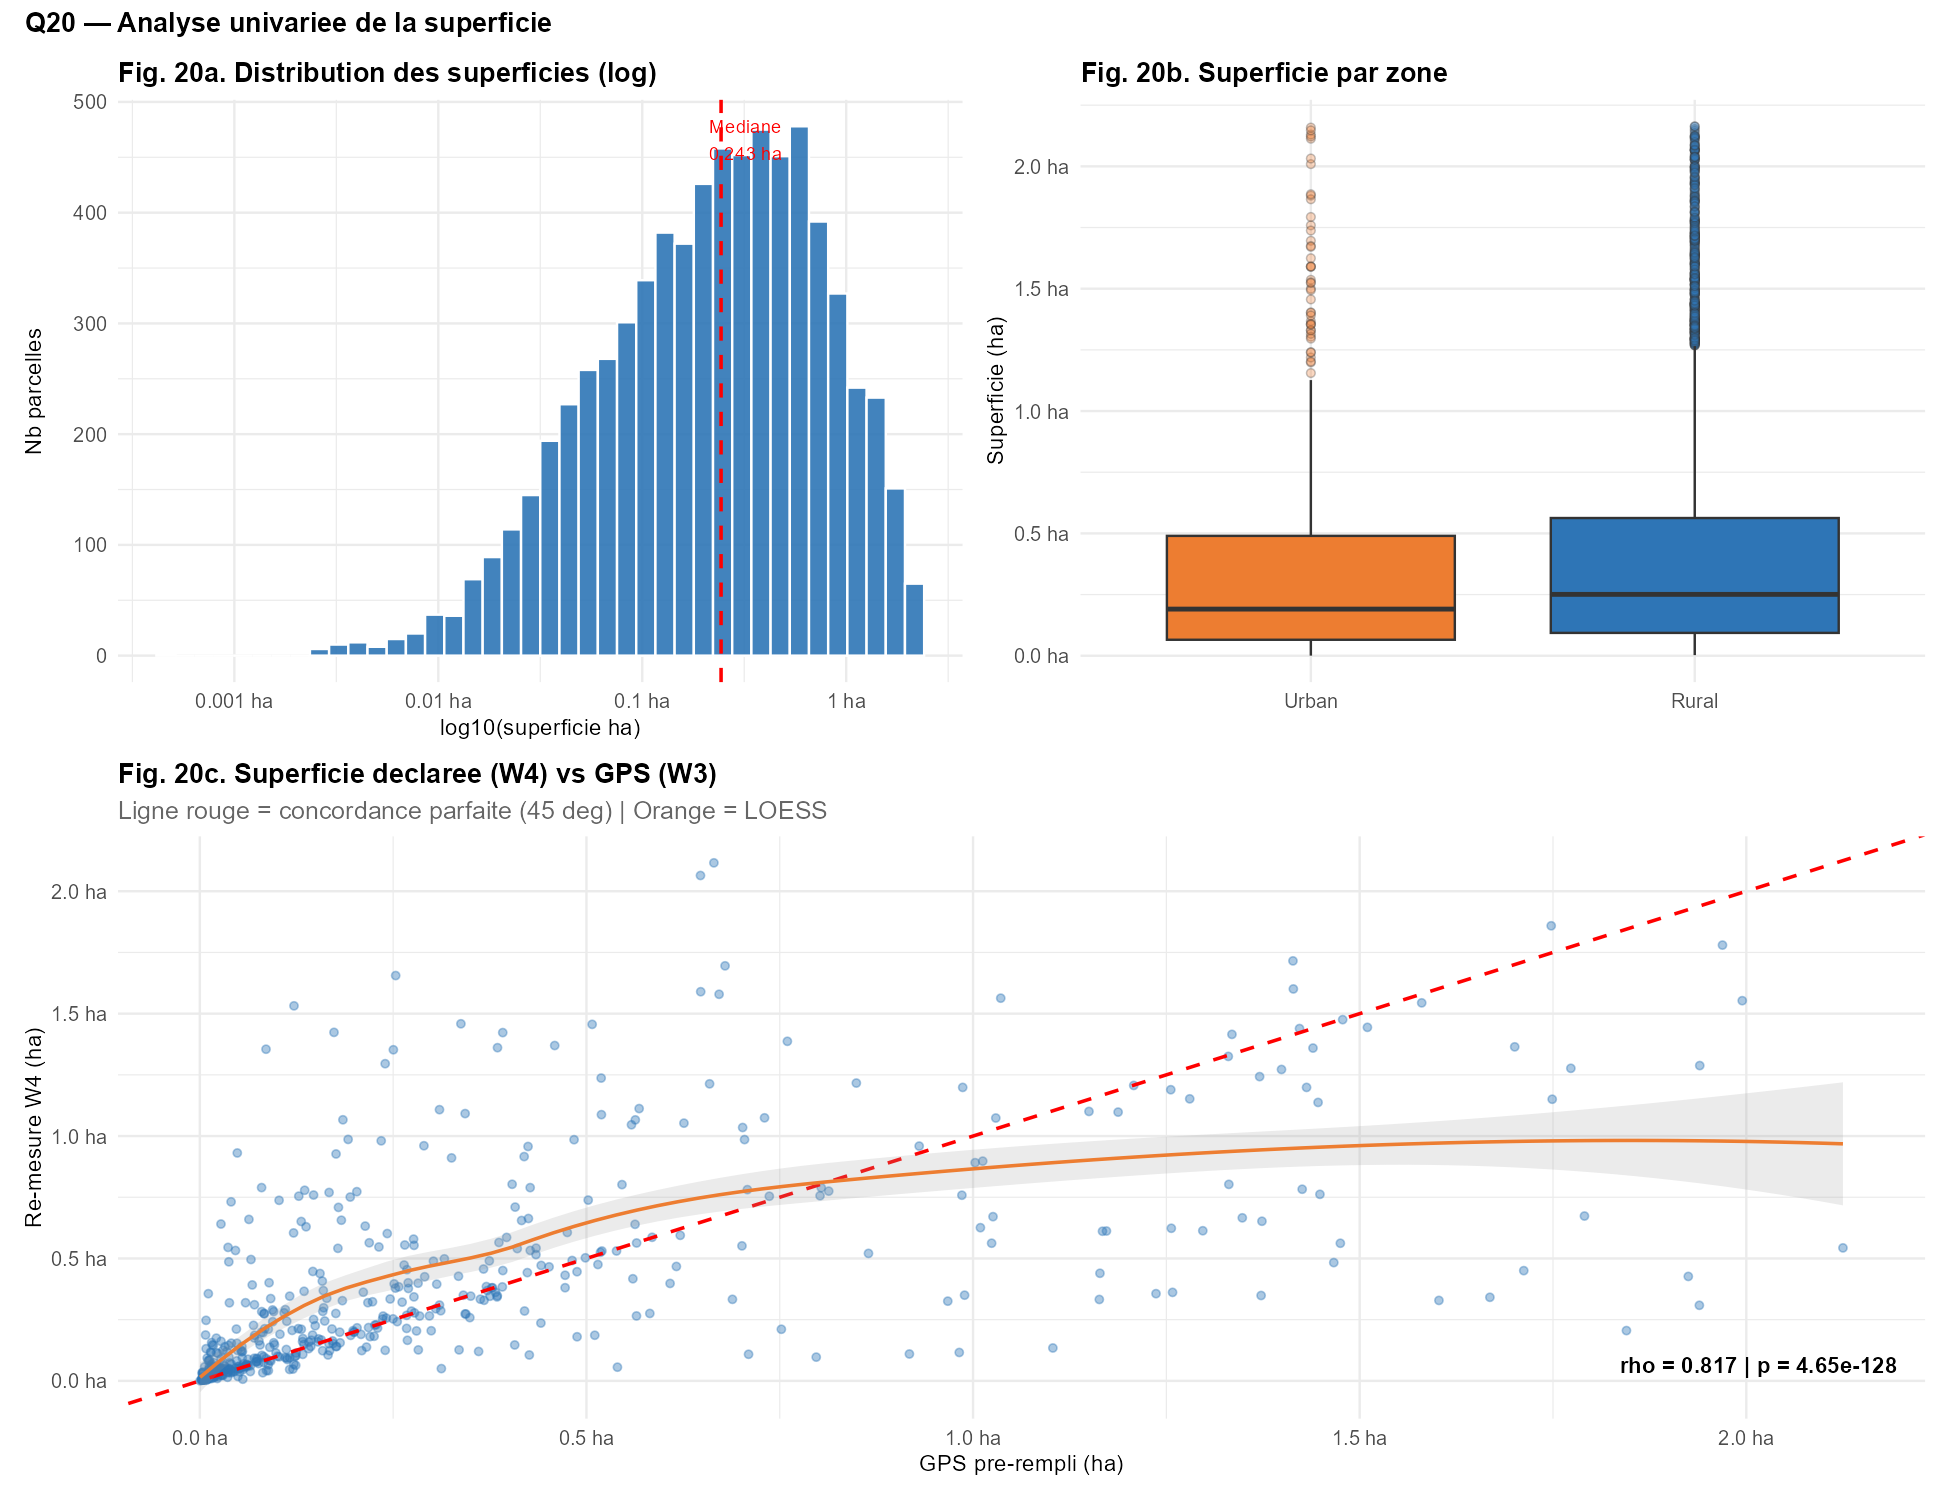 Q20 — Analyse univariee de la superficie
Fig. 20a. Distribution des superficies (log)
500
400
300
200
100
0
Nb parcelles
Mediane
0.243 ha
0.001 ha
0.01 ha
0.1 ha
1 ha
log10(superficie ha)
Fig. 20b. Superficie par zone
2.0 ha
1.5 ha
1.0 ha
0.5 ha
0.0 ha
Superficie (ha)
Urban
Rural
Fig. 20c. Superficie declaree (W4) vs GPS (W3)
Ligne rouge = concordance parfaite (45 deg) | Orange = LOESS
2.0 ha
1.5 ha
1.0 ha
0.5 ha
0.0 ha
Re-mesure W4 (ha)
rho = 0.817 | p = 4.65e-128
0.0 ha
0.5 ha
1.0 ha
1.5 ha
2.0 ha
GPS pre-rempli (ha)